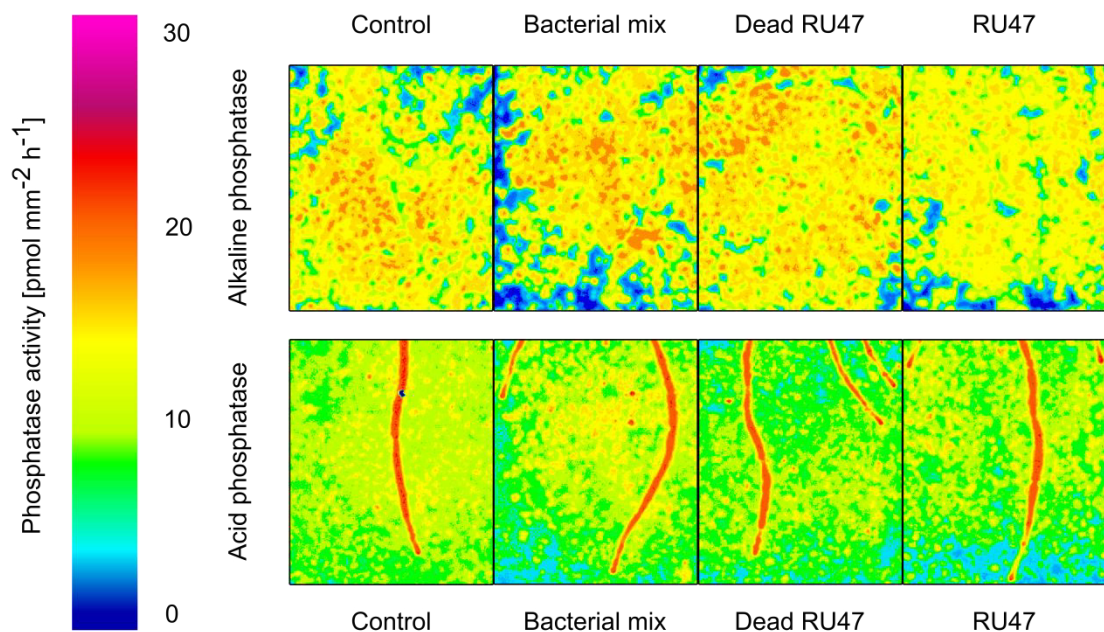 Control Bacterial mix Dead RU47 RU47
Phosphatase activity [pmol mm⁻² h⁻¹]
30
20
10
0
Alkaline phosphatase
Acid phosphatase
Control Bacterial mix Dead RU47 RU47